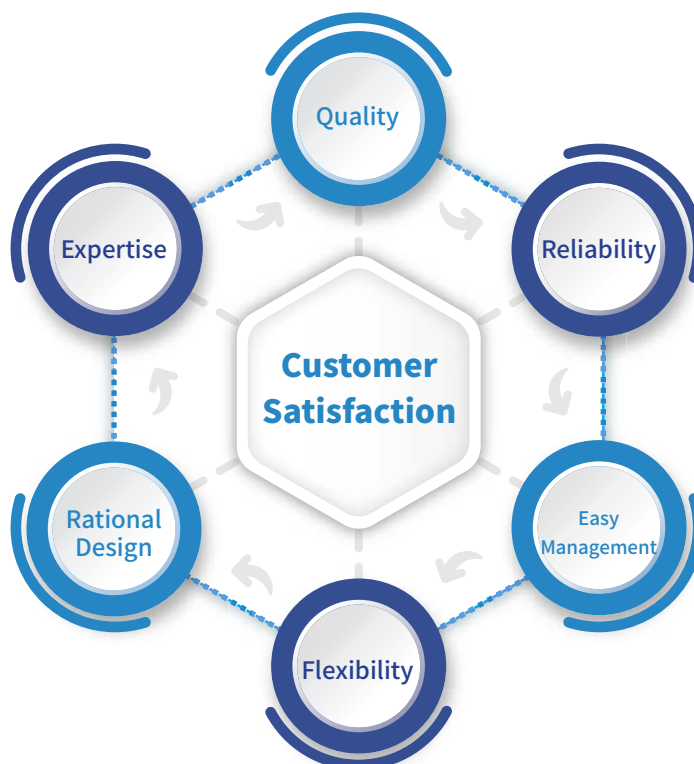 Quality
Expertise
Reliability
Customer
Satisfaction
Rational
Design
Easy
Management
Flexibility